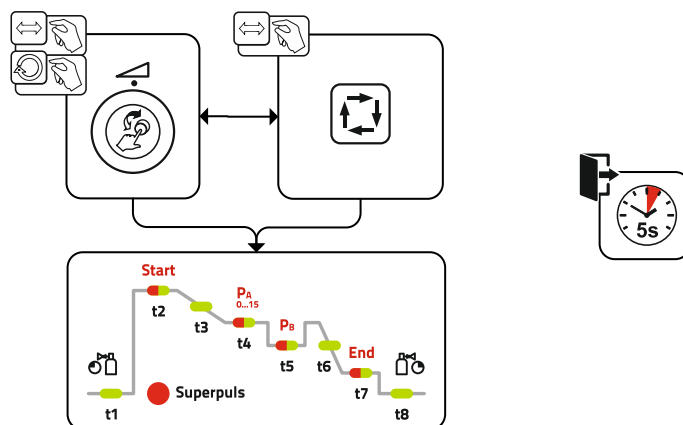 5s
Start
PA
0...15
t2
t3
t4
PB
t5
t6
End
t7
t1
Superpuls
t8